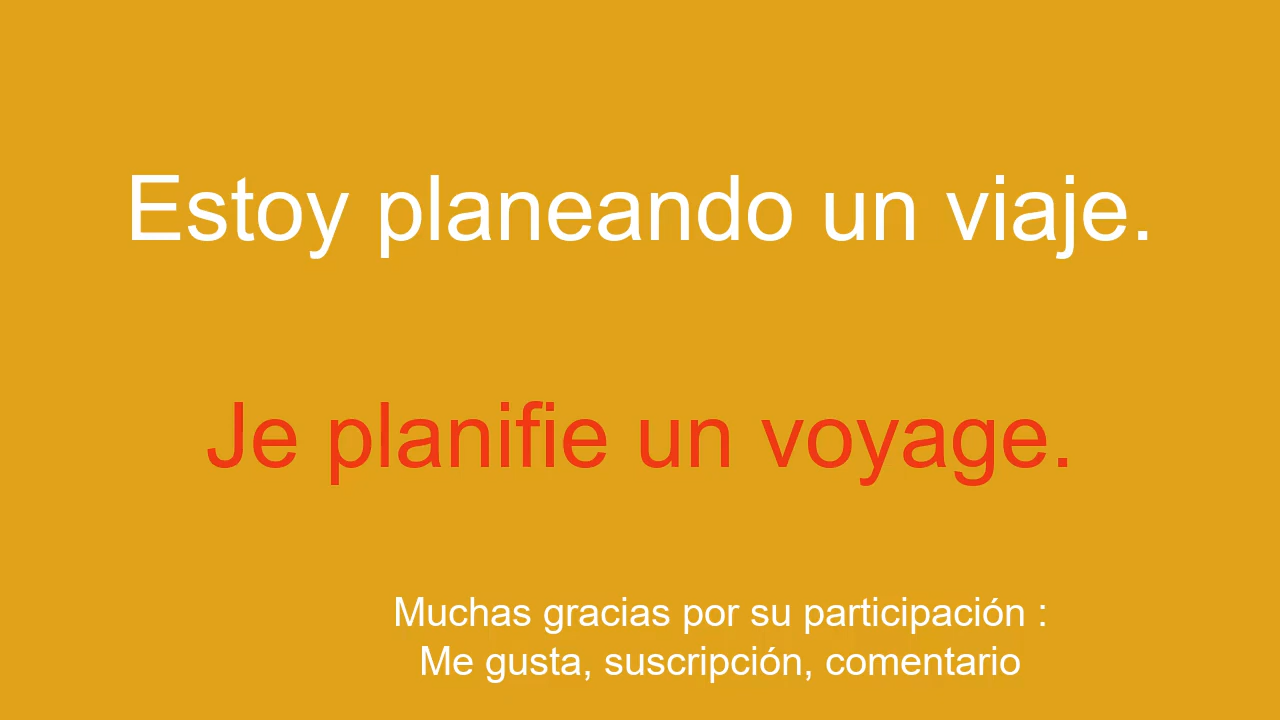 Estoy planeando un viaje.
Je planifie un voyage.
Muchas gracias por su participación :
Me gusta, suscripción, comentario